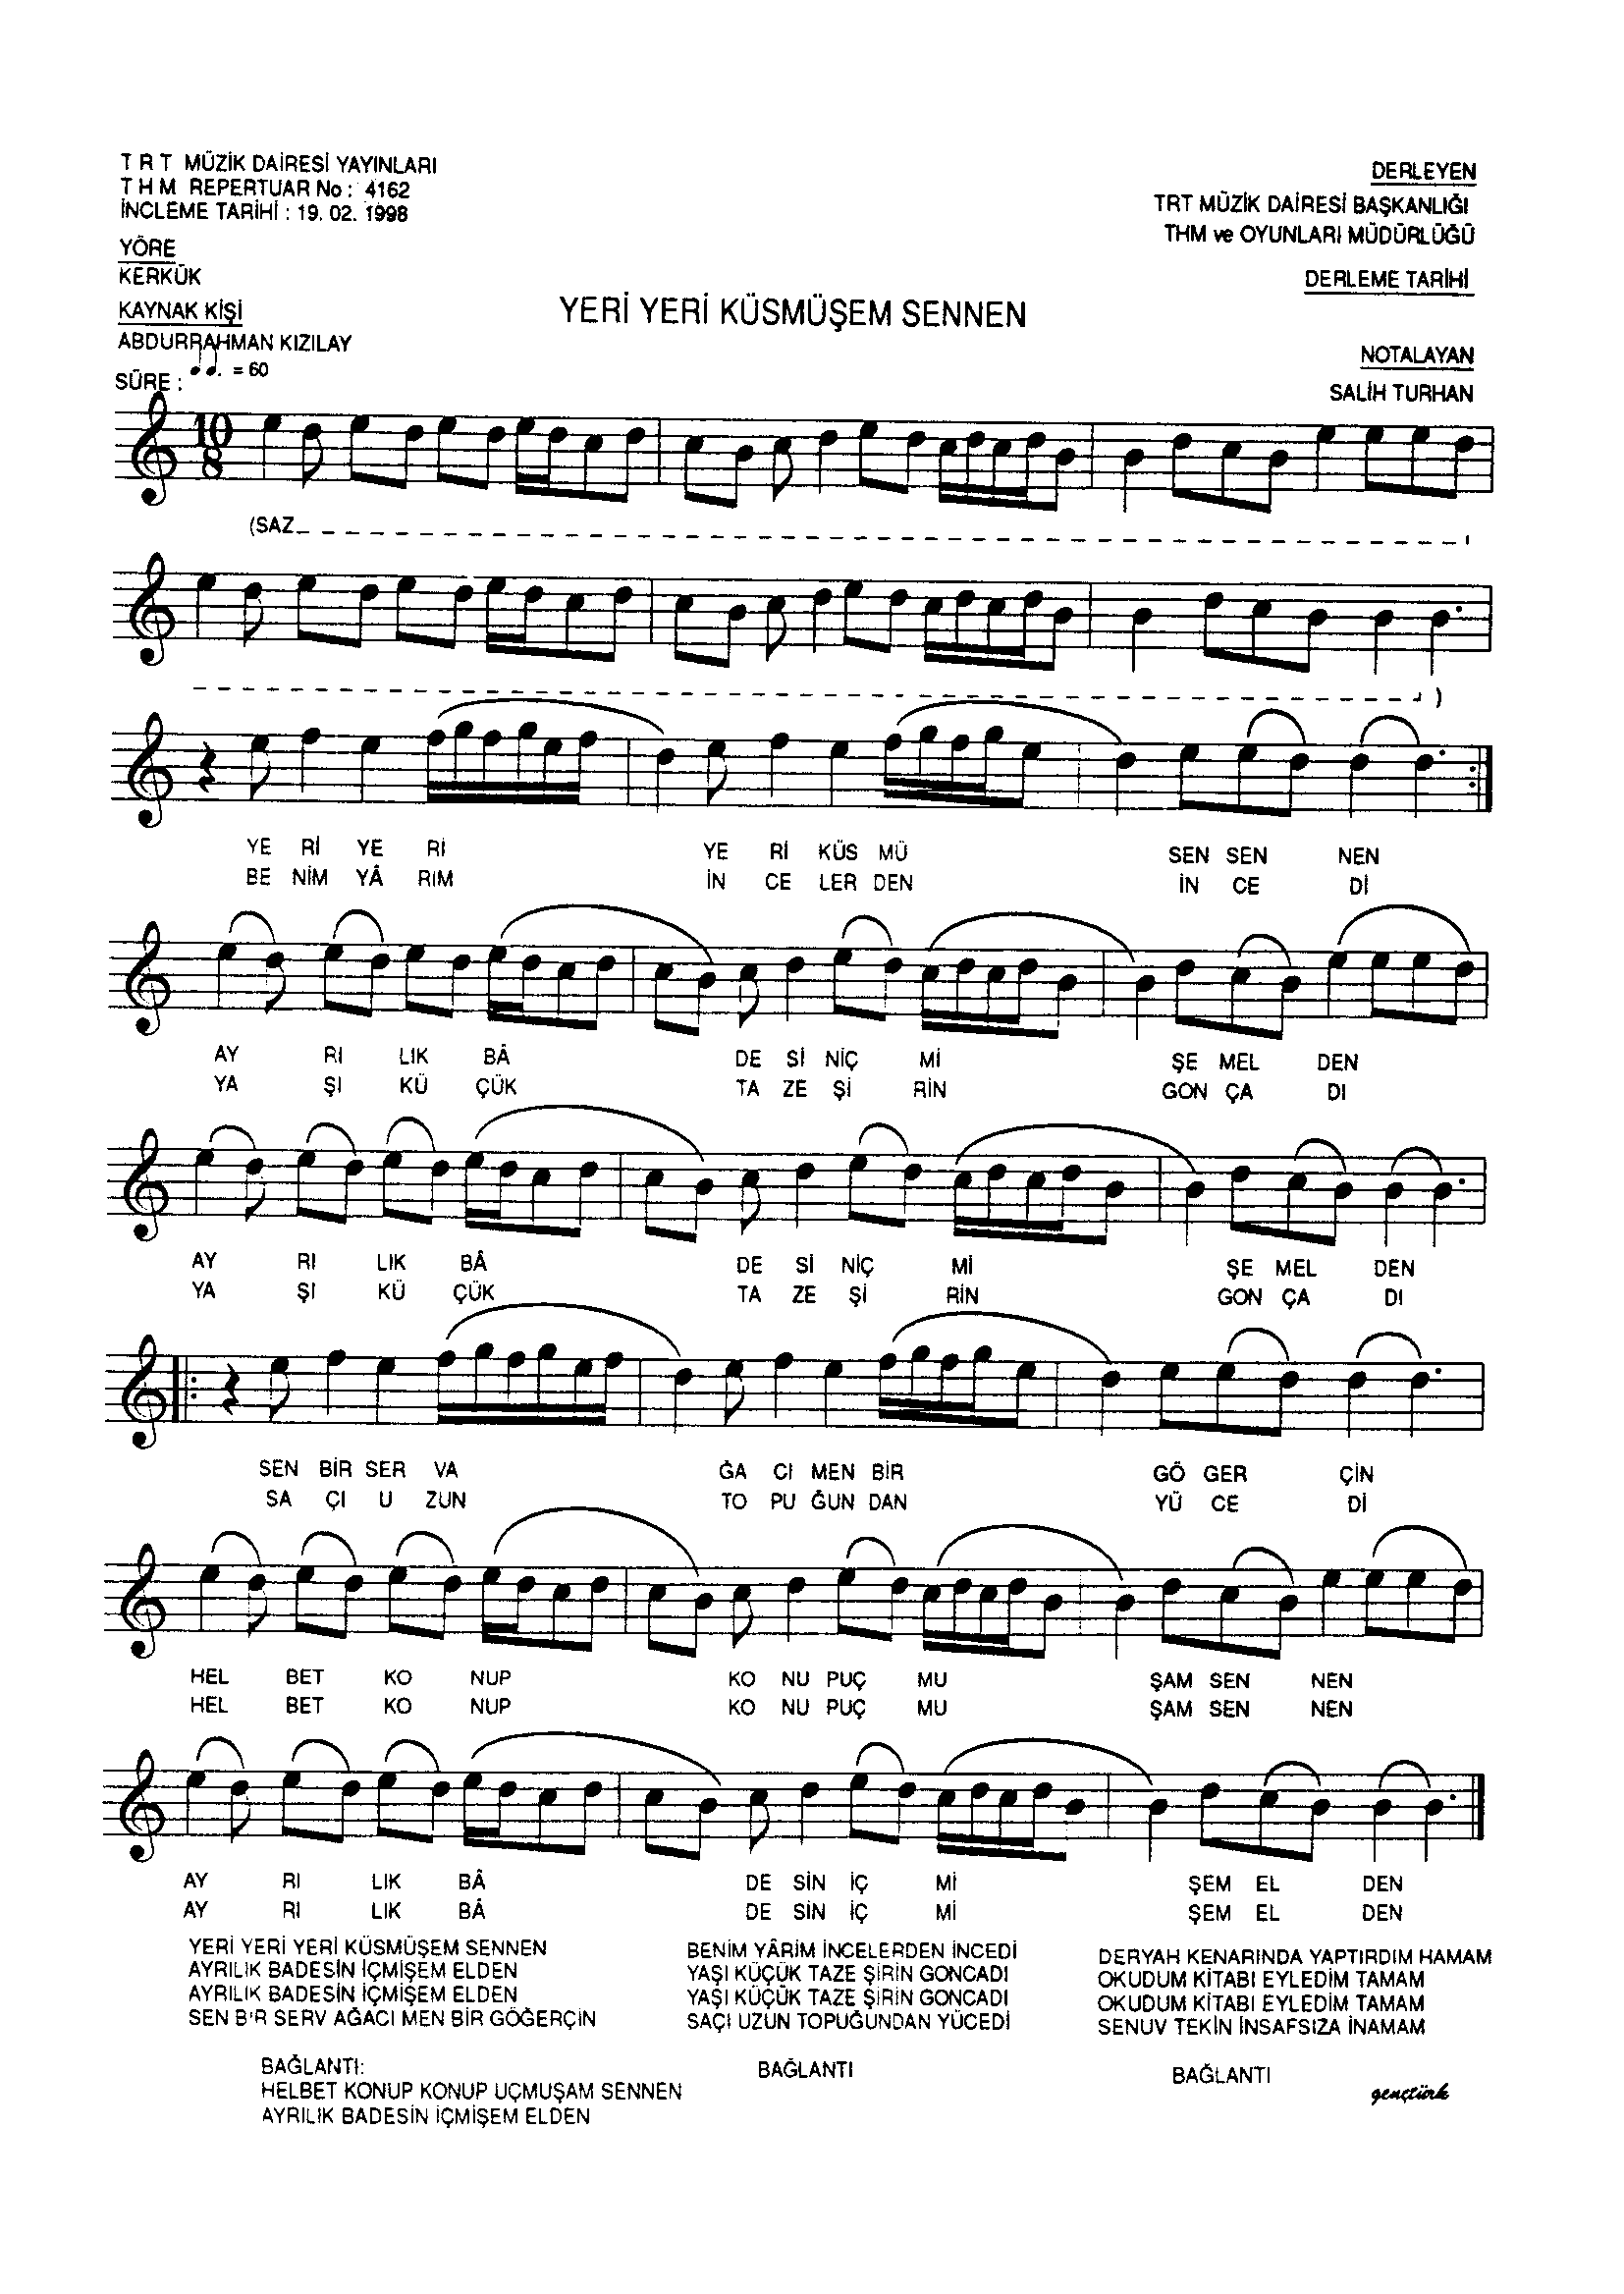 T R T MÜZİK DAİRESİ YAYINLARI
T H M REPERTUAR No : 4162
İNCLEME TARİHİ : 19. 02. 1998
YÖRE
KERKÜK
KAYNAK KİŞİ
ABDURRAHMAN KIZILAY
SÜRE : = 60
YERİ YERİ KÜSMÜŞEM SENNEN
DERLEYEN
TRT MÜZİK DAİRESİ BAŞKANLIĞI
THM ve OYUNLARI MÜDÜRLÜĞÜ
DERLEME TARİHİ
NOTALAYAN
SALİH TURHAN
10
8
(SAZ
)
YE Rİ YE Rİ YE Rİ KÜS MÜ SEN SEN NEN
BE NİM YÂ RIM İN CE LER DEN İN CE Dİ
AY RI LIK BÂ DE Sİ NİÇ Mİ ŞE MEL DEN
YA ŞI KÜ ÇÜK TA ZE Şİ RİN GON ÇA DI
AY RI LIK BÂ DE Sİ NİÇ Mİ ŞE MEL DEN
YA ŞI KÜ ÇÜK TA ZE Şİ RİN GON ÇA DI
SEN BİR SER VA ĞA CI MEN BİR GÖ GER ÇİN
SA ÇI U ZUN TO PU ĞUN DAN YÜ CE Dİ
HEL BET KO NUP KO NU PUÇ MU ŞAM SEN NEN
HEL BET KO NUP KO NU PUÇ MU ŞAM SEN NEN
AY RI LIK BÂ DE SİN İÇ Mİ ŞEM EL DEN
AY RI LIK BÂ DE SİN İÇ Mİ ŞEM EL DEN
YERİ YERİ YERİ KÜSMÜŞEM SENNEN
AYRILIK BADESİN İÇMİŞEM ELDEN
AYRILIK BADESİN İÇMİŞEM ELDEN
SEN B'R SERV AĞACI MEN BİR GÖĞERÇİN
BAĞLANTI:
HELBET KONUP KONUP UÇMUŞAM SENNEN
AYRILIK BADESİN İÇMİŞEM ELDEN
BENİM YÂRİM İNCELERDEN İNCEDİ
YAŞI KÜÇÜK TAZE ŞİRİN GONCADI
YAŞI KÜÇÜK TAZE ŞİRİN GONCADI
SAÇI UZUN TOPUĞUNDAN YÜCEDİ
BAĞLANTI
DERYAH KENARINDA YAPTIRDIM HAMAM
OKUDUM KİTABI EYLEDİM TAMAM
OKUDUM KİTABI EYLEDİM TAMAM
SENUV TEKİN İNSAFSIZA İNAMAM
BAĞLANTI
gençtürk